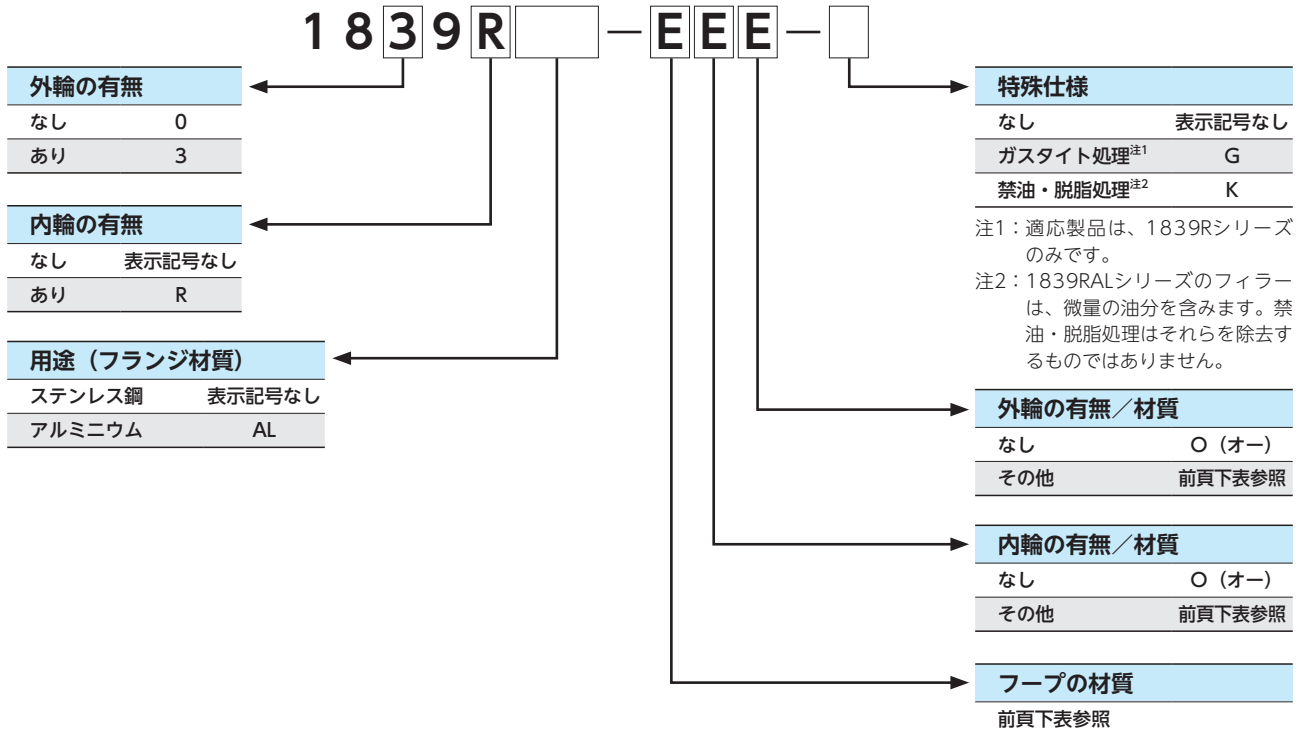 1839R — EEE —
外輪の有無
なし 0
あり 3
内輪の有無
なし 表示記号なし
あり R
用途（フランジ材質）
ステンレス鋼 表示記号なし
アルミニウム AL
特殊仕様
なし 表示記号なし
ガスタイト処理注1 G
禁油・脱脂処理注2 K
注1：適応製品は、1839Rシリーズ
のみです。
注2：1839RALシリーズのフィラー
は、微量の油分を含みます。禁
油・脱脂処理はそれらを除去す
るものではありません。
外輪の有無／材質
なし O（オー）
その他 前頁下表参照
内輪の有無／材質
なし O（オー）
その他 前頁下表参照
フープの材質
前頁下表参照